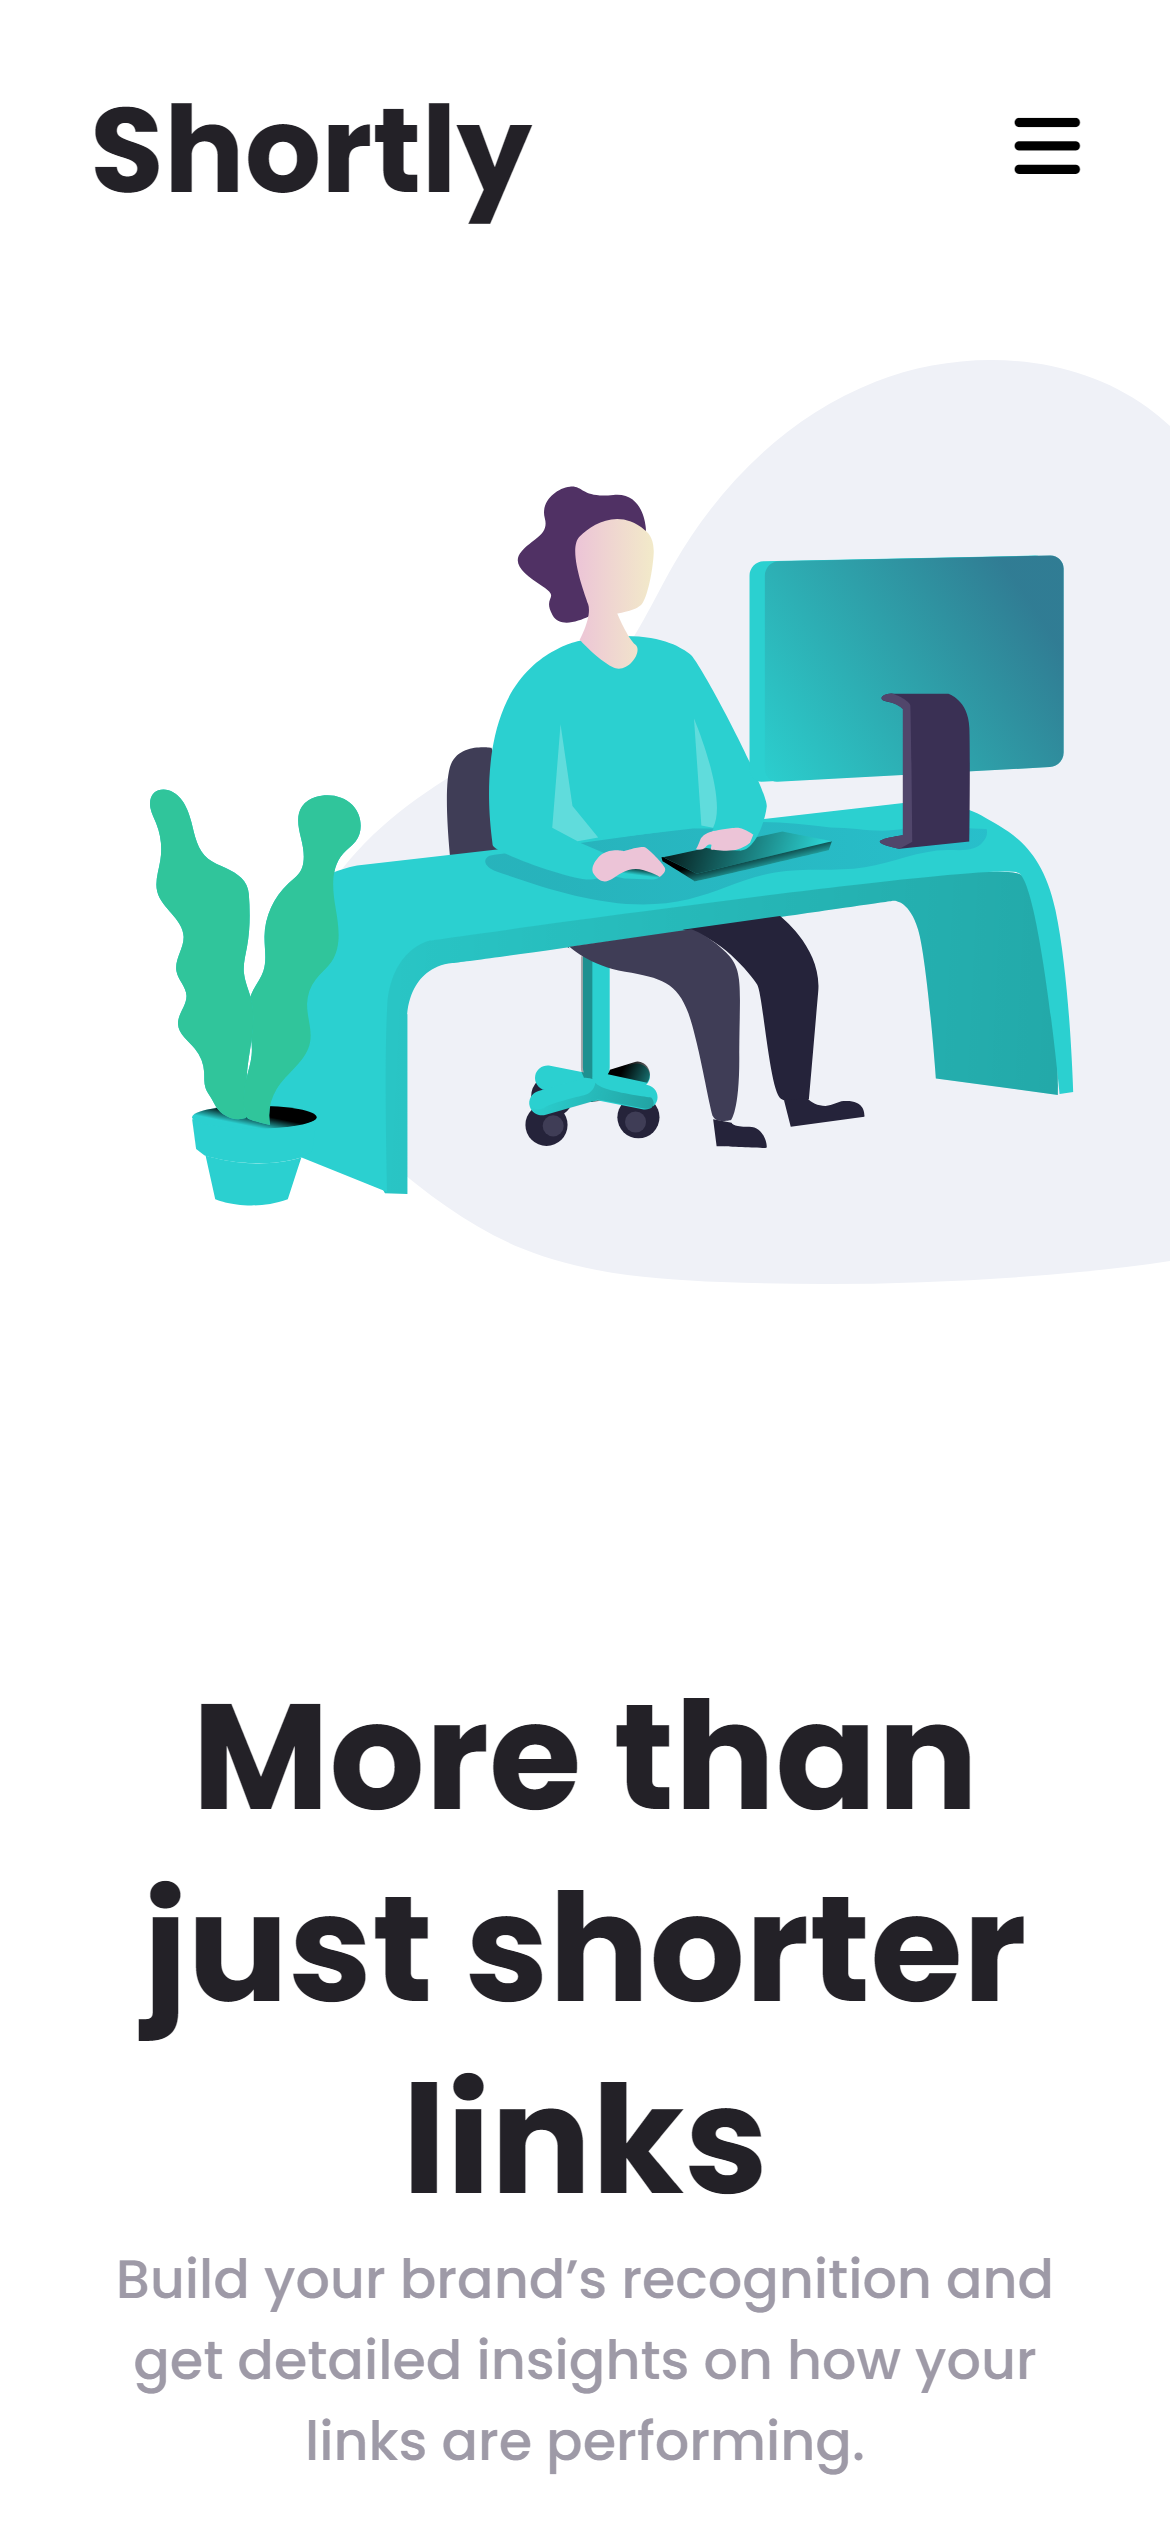 Shortly
More than
just shorter
links
Build your brand’s recognition and
get detailed insights on how your
links are performing.